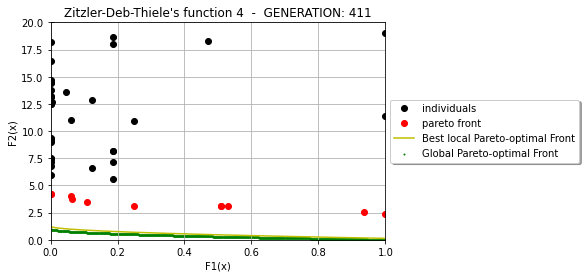 Zitzler-Deb-Thiele's function 4 - GENERATION: 411
20.0
17.5
15.0
12.5
10.0
7.5
5.0
2.5
0.0
F2(x)
0.0 0.2 0.4 0.6 0.8 1.0
F1(x)
individuals
pareto front
Best local Pareto-optimal Front
Global Pareto-optimal Front